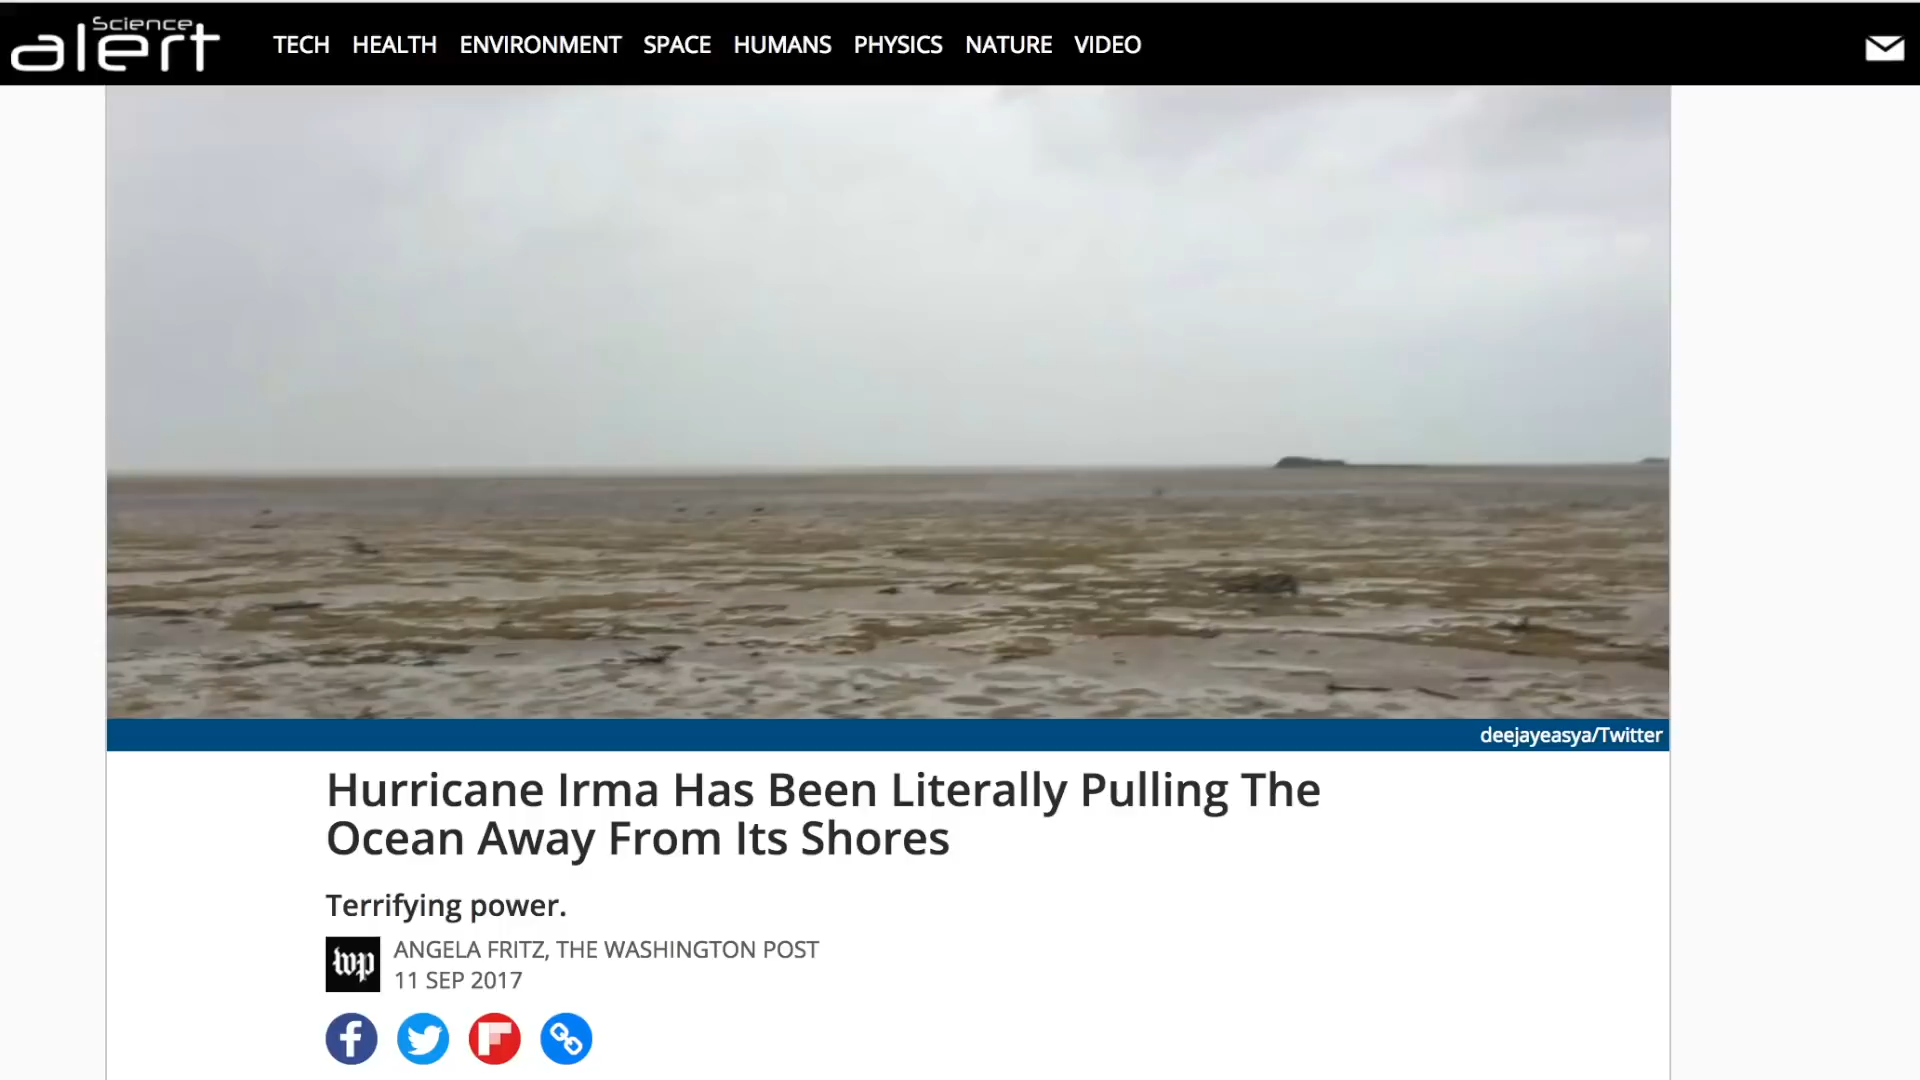 Science
alert
TECH HEALTH ENVIRONMENT SPACE HUMANS PHYSICS NATURE VIDEO
deejayeasya/Twitter
Hurricane Irma Has Been Literally Pulling The
Ocean Away From Its Shores
Terrifying power.
wp
ANGELA FRITZ, THE WASHINGTON POST
11 SEP 2017